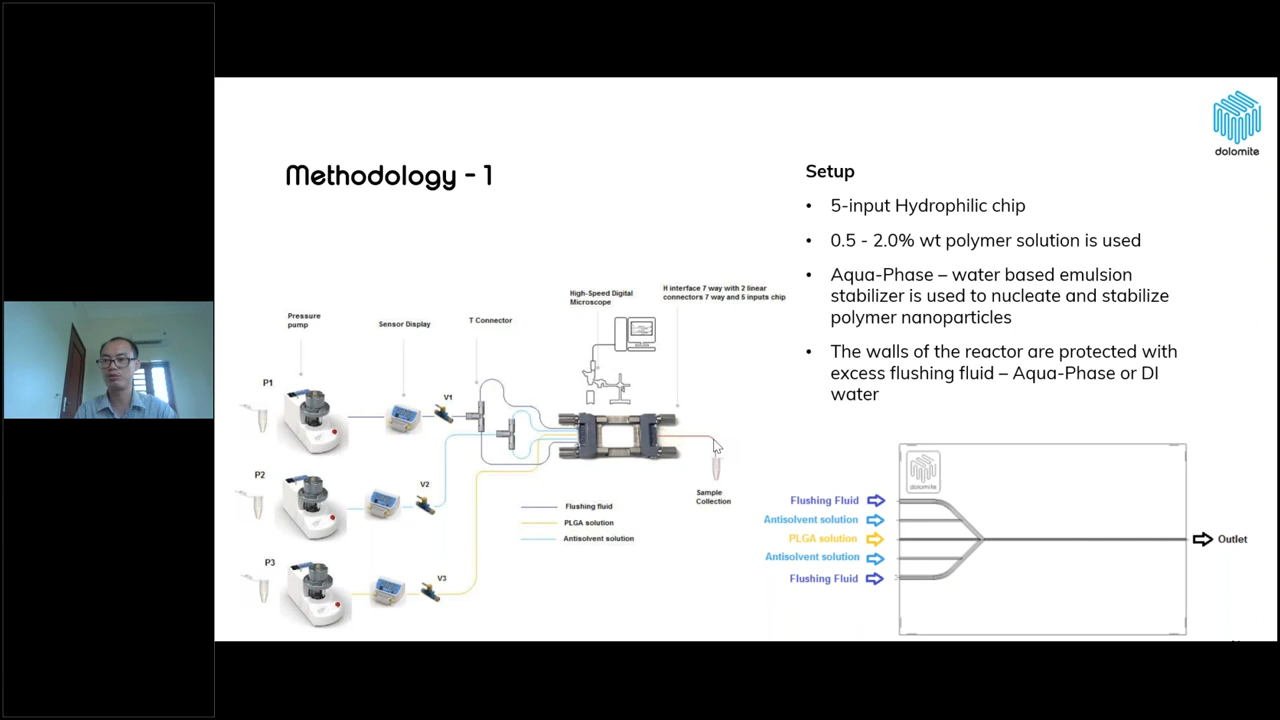 dolomite
Methodology - 1
Setup
• 5-input Hydrophilic chip
• 0.5 - 2.0% wt polymer solution is used
• Aqua-Phase – water based emulsion
stabilizer is used to nucleate and stabilize
polymer nanoparticles
• The walls of the reactor are protected with
excess flushing fluid – Aqua-Phase or DI
water
Pressure
pump
Sensor Display
T Connector
High-Speed Digital
Microscope
H interface 7 way with 2 linear
connectors 7 way and 5 inputs chip
P1
V1
P2
V2
P3
V3
Sample
Collection
Flushing fluid
PLGA solution
Antisolvent solution
dolomite
Flushing Fluid
Antisolvent solution
PLGA solution
Antisolvent solution
Flushing Fluid
Outlet